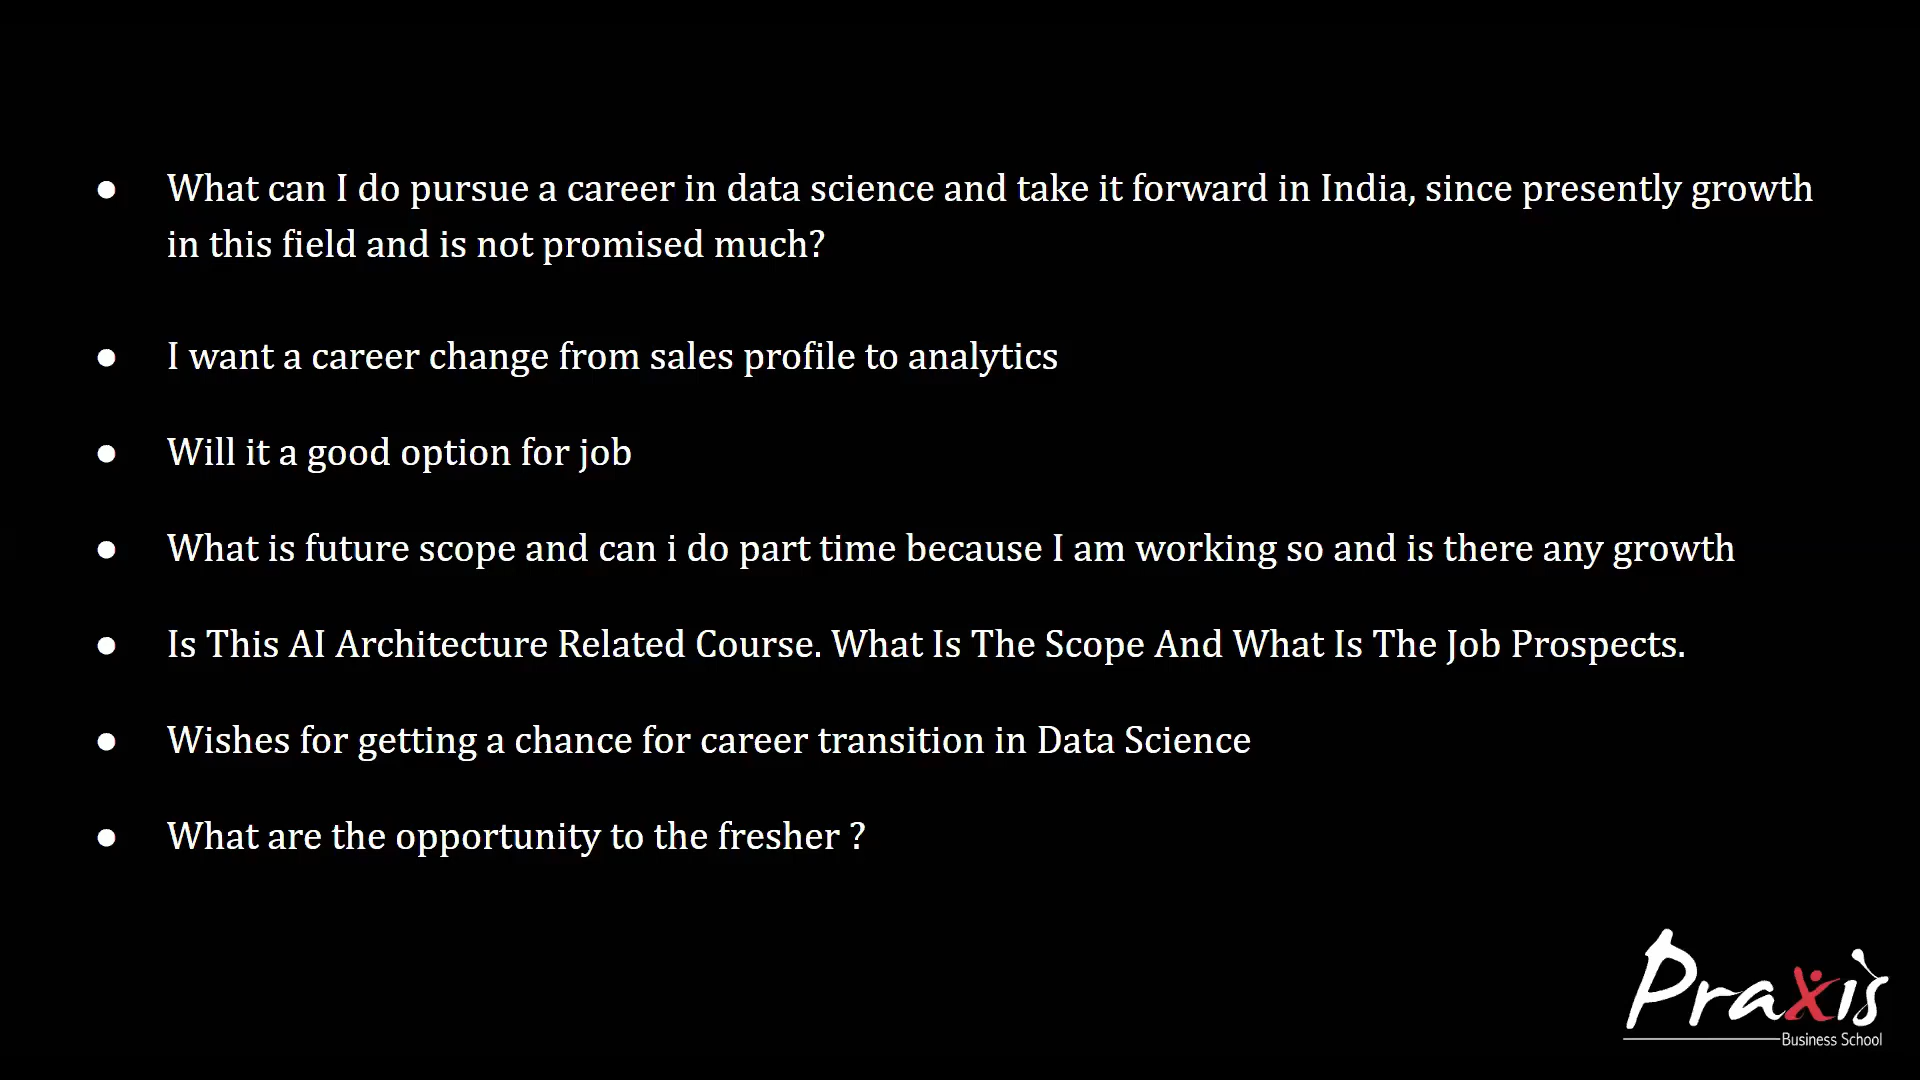 ● What can I do pursue a career in data science and take it forward in India, since presently growth
in this field and is not promised much?
● I want a career change from sales profile to analytics
● Will it a good option for job
● What is future scope and can i do part time because I am working so and is there any growth
● Is This AI Architecture Related Course. What Is The Scope And What Is The Job Prospects.
● Wishes for getting a chance for career transition in Data Science
● What are the opportunity to the fresher ?
Praxis
Business School